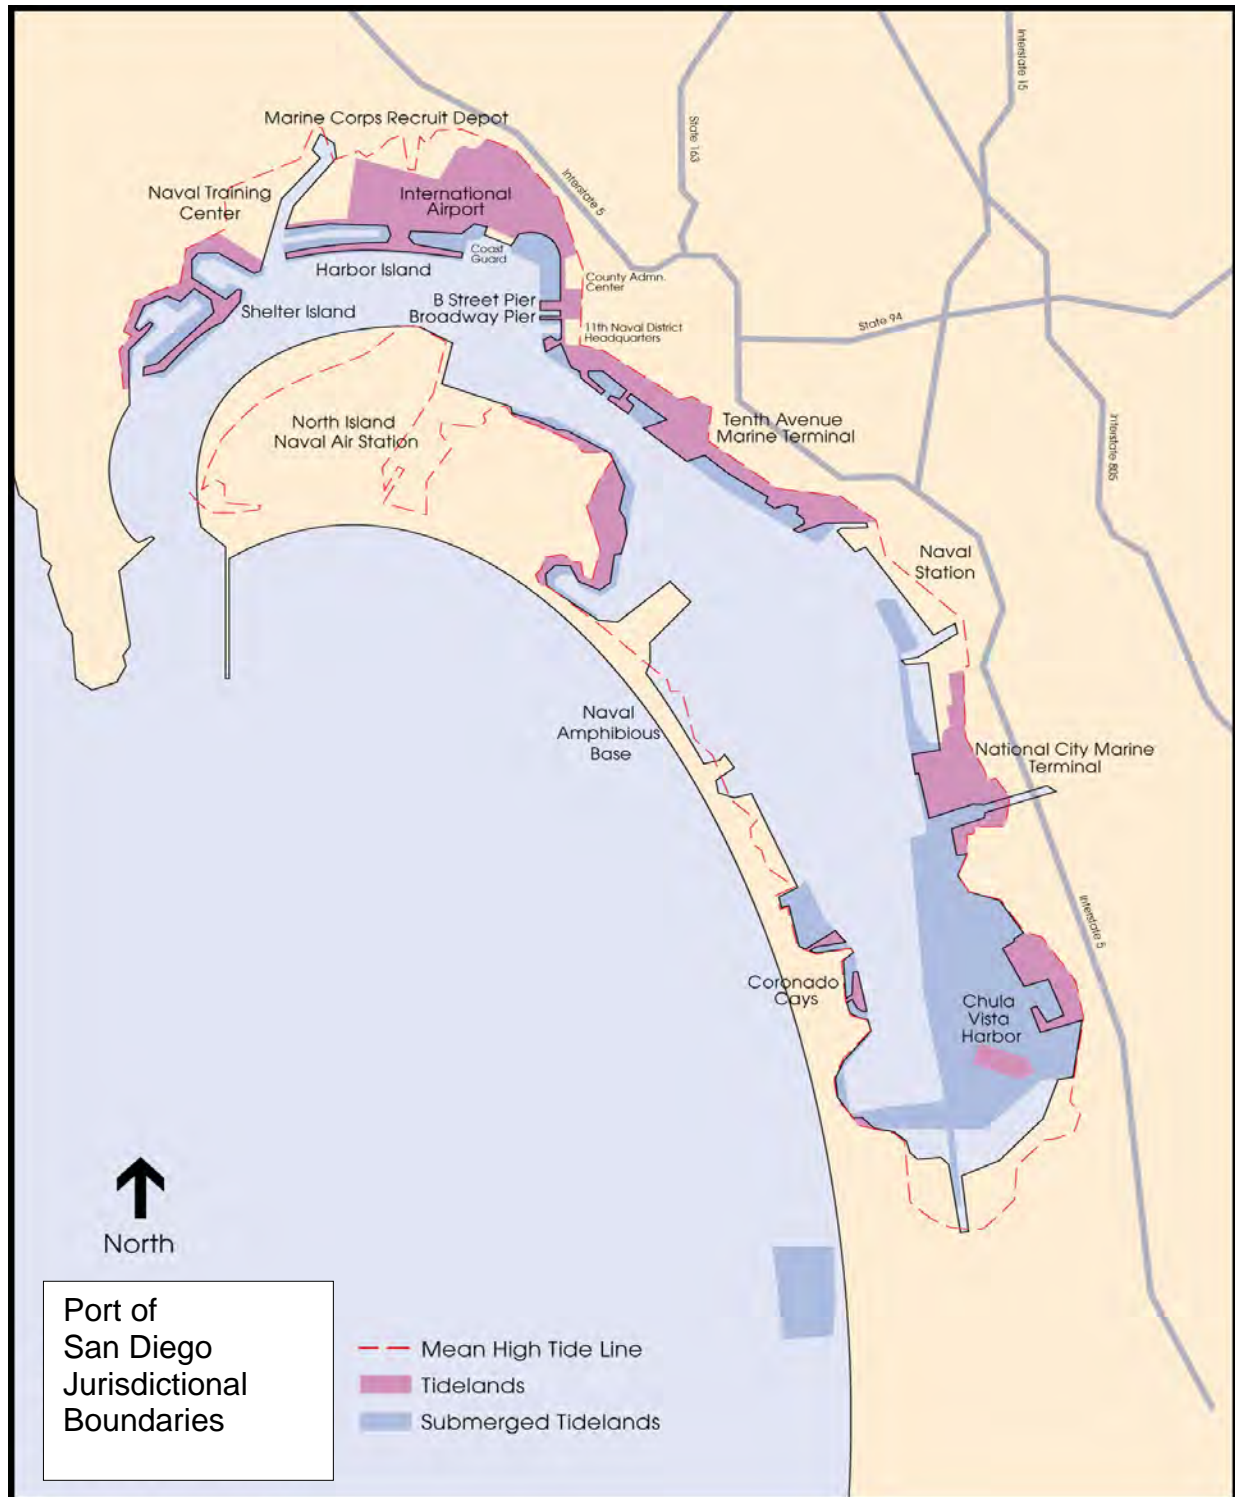 Interstate 15
Marine Corps Recruit Depot
State 163
Interstate 5
Naval Training
Center
International
Airport
Coast
Guard
Harbor Island
County Admn.
Center
B Street Pier
Broadway Pier
Shelter Island
11th Naval District
Headquarters
State 94
North Island
Naval Air Station
Tenth Avenue
Marine Terminal
Interstate 805
Naval
Station
Naval
Amphibious
Base
National City Marine
Terminal
Interstate 5
Coronado
Cays
Chula
Vista
Harbor
North
Port of
San Diego
Jurisdictional
Boundaries
Mean High Tide Line
Tidelands
Submerged Tidelands